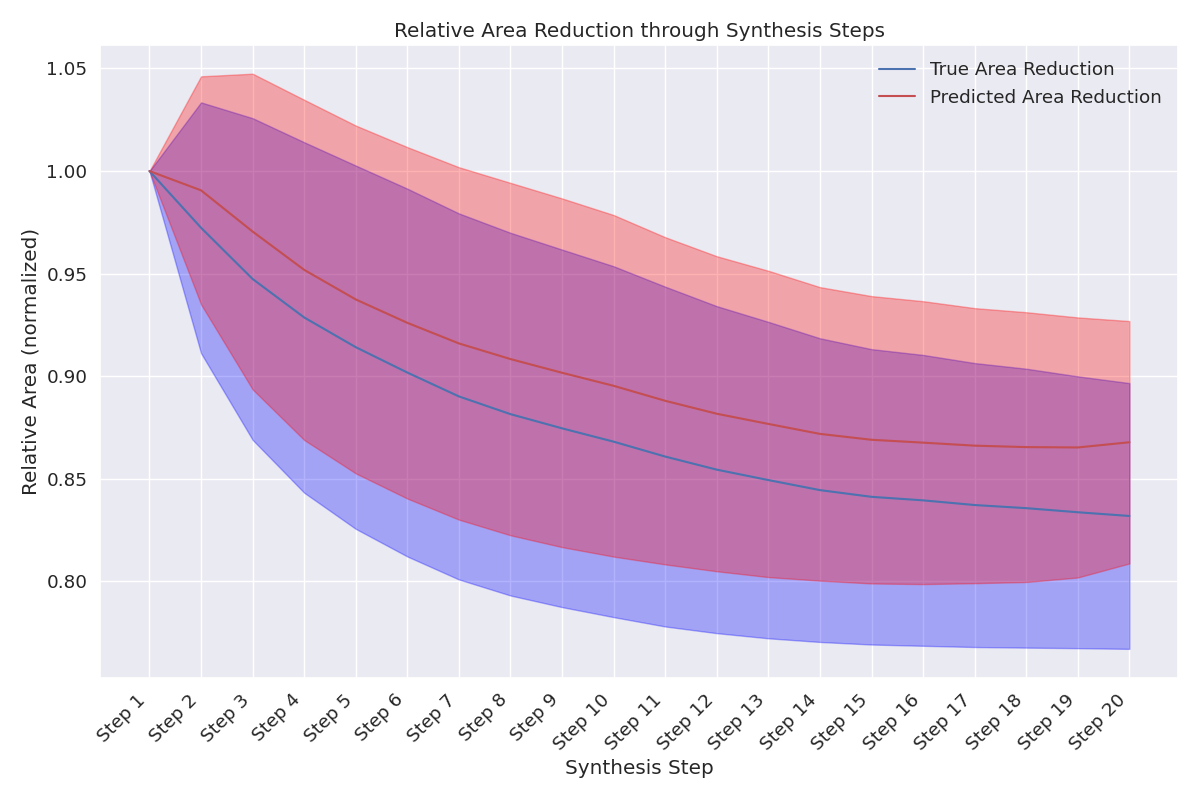 Relative Area Reduction through Synthesis Steps
True Area Reduction
Predicted Area Reduction
Relative Area (normalized)
1.05
1.00
0.95
0.90
0.85
0.80
Step 1
Step 2
Step 3
Step 4
Step 5
Step 6
Step 7
Step 8
Step 9
Step 10
Step 11
Step 12
Step 13
Step 14
Step 15
Step 16
Step 17
Step 18
Step 19
Step 20
Synthesis Step